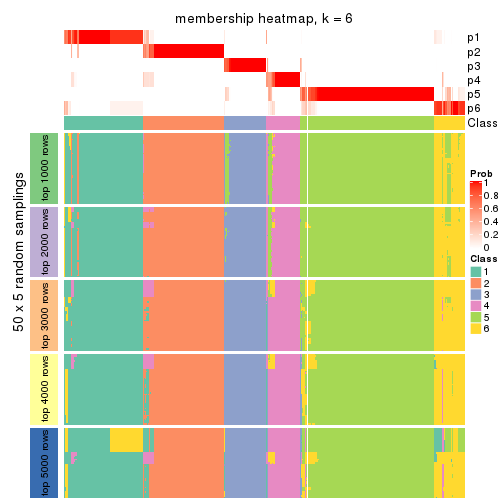 membership heatmap, k = 6
p1
p2
p3
p4
p5
p6
Class
50 x 5 random samplings
top 1000 rows
top 2000 rows
top 3000 rows
top 4000 rows
top 5000 rows
Prob
1
0.8
0.6
0.4
0.2
0
Class
1
2
3
4
5
6